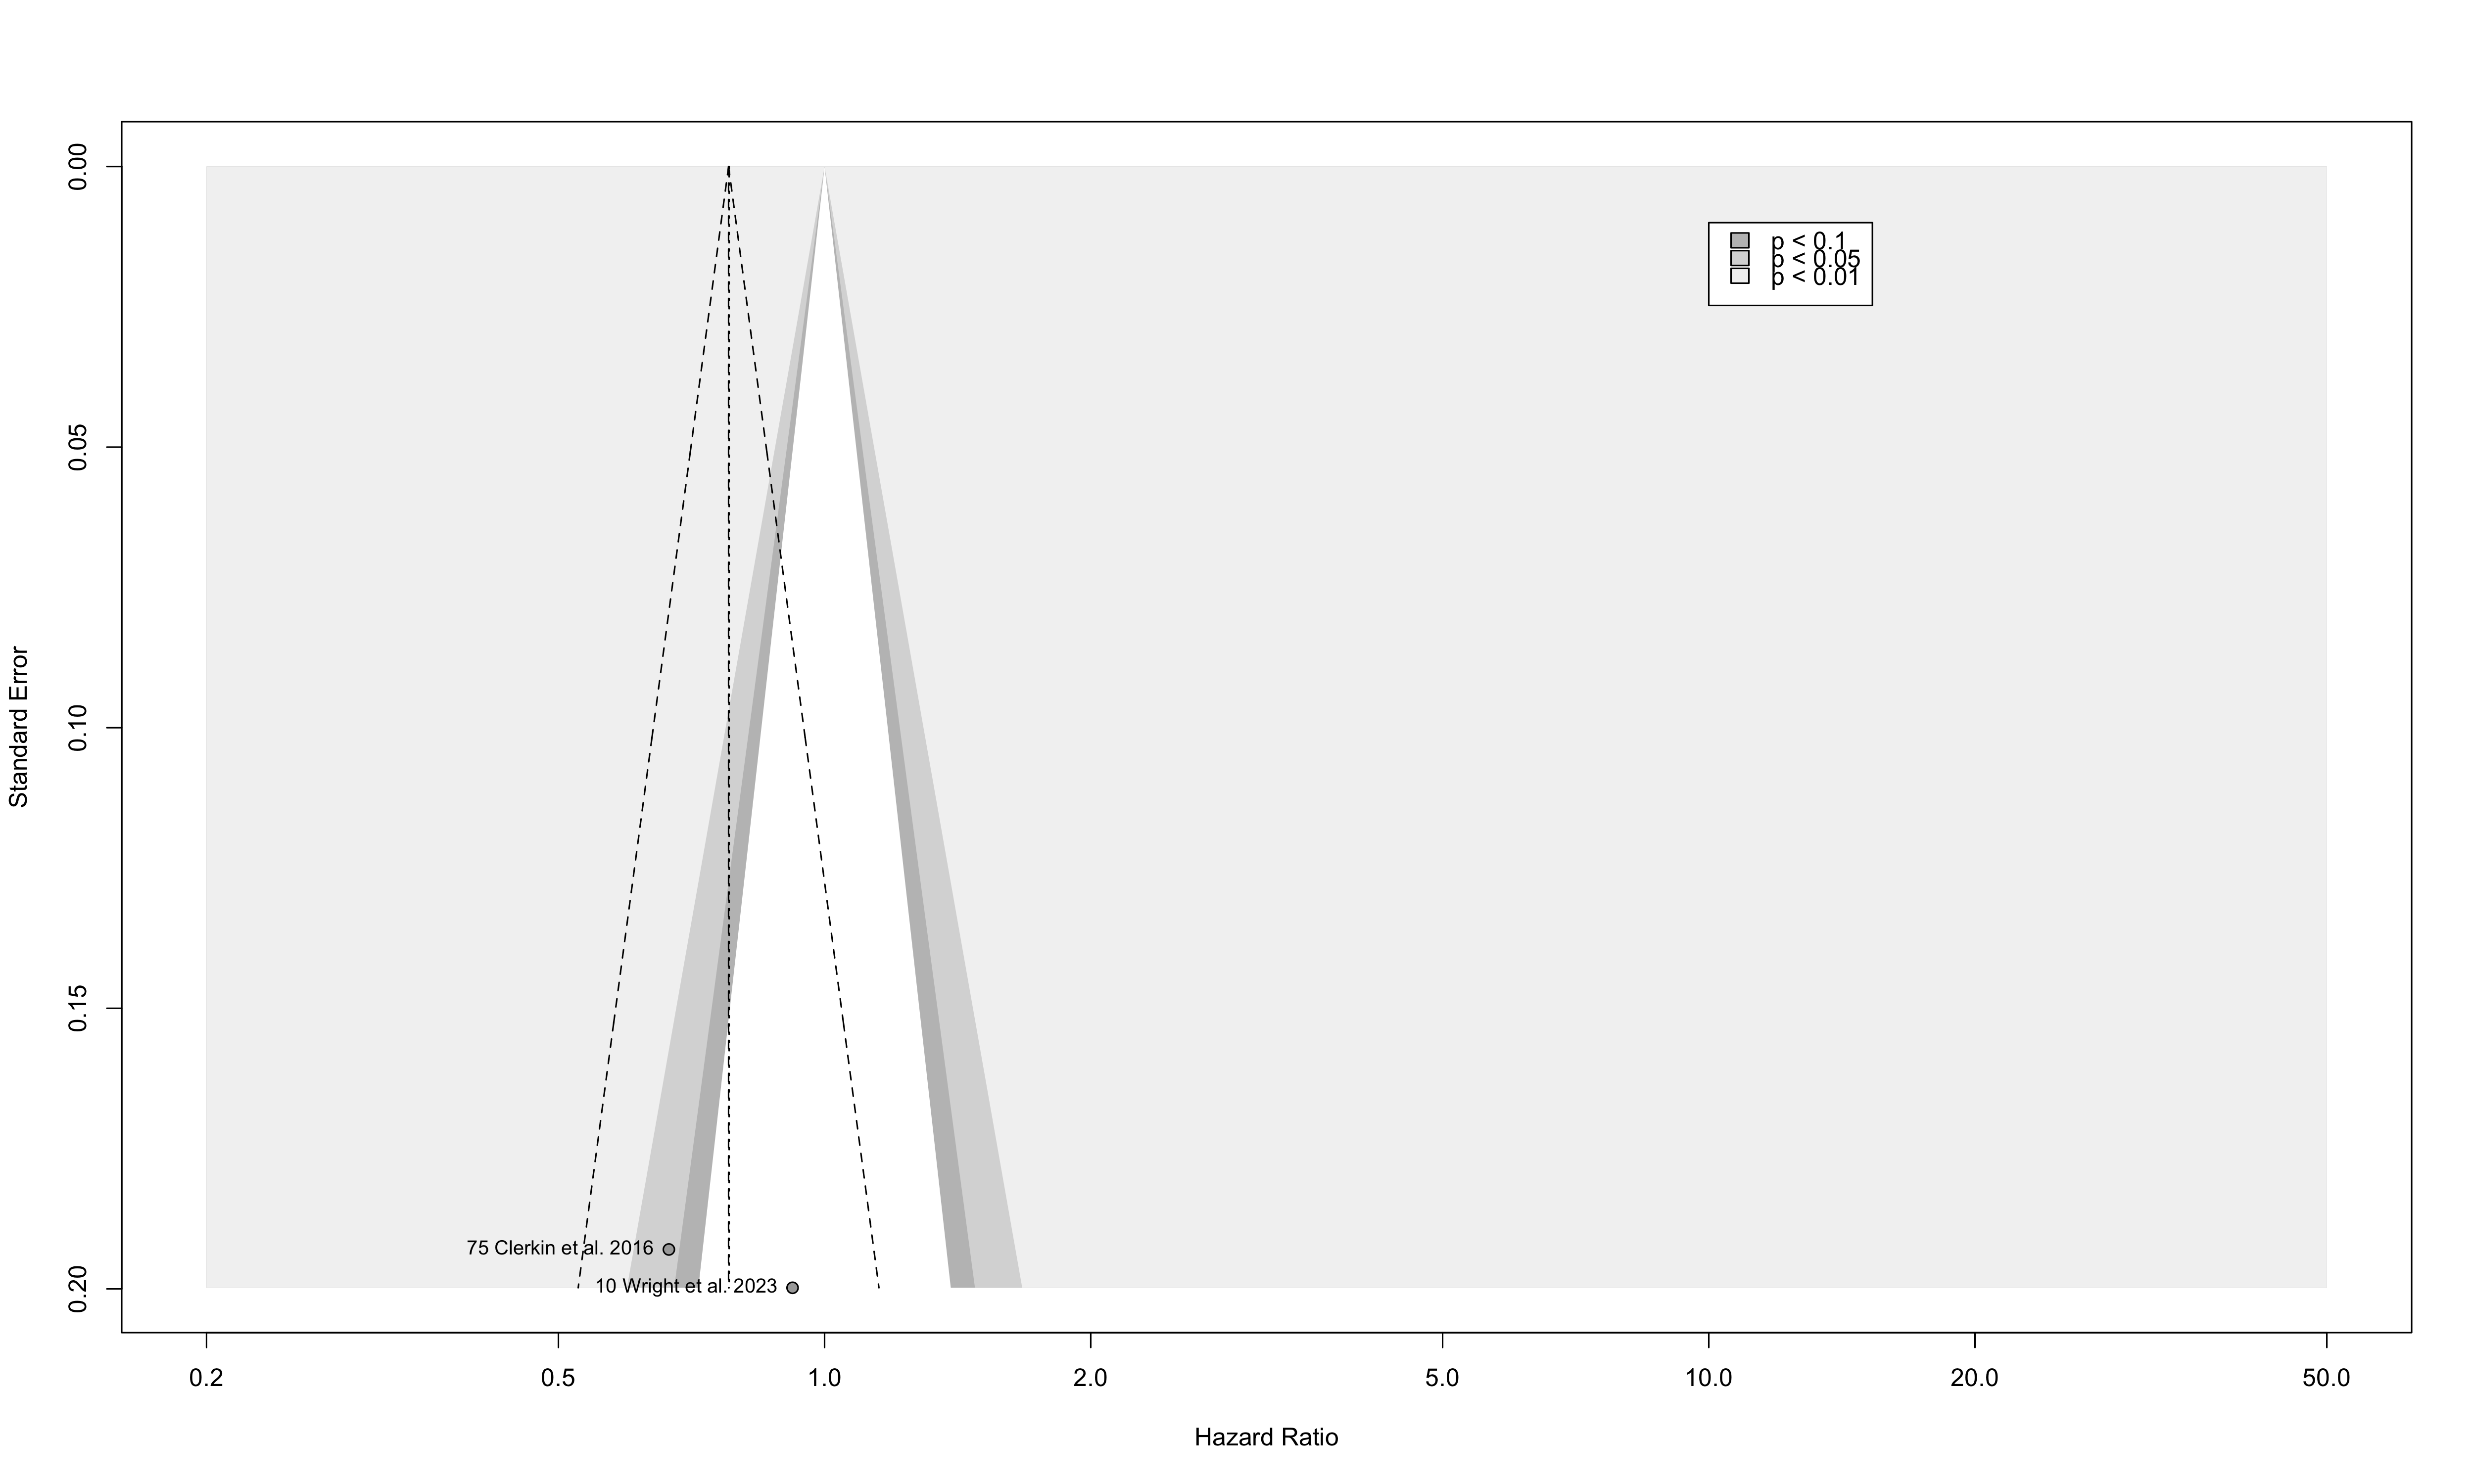 0.00
0.05
0.10
0.15
0.20
Standard Error
p < 0.1
p < 0.05
p < 0.01
75 Clerkin et al. 2016
10 Wright et al. 2023
0.2 0.5 1.0 2.0 5.0 10.0 20.0 50.0
Hazard Ratio